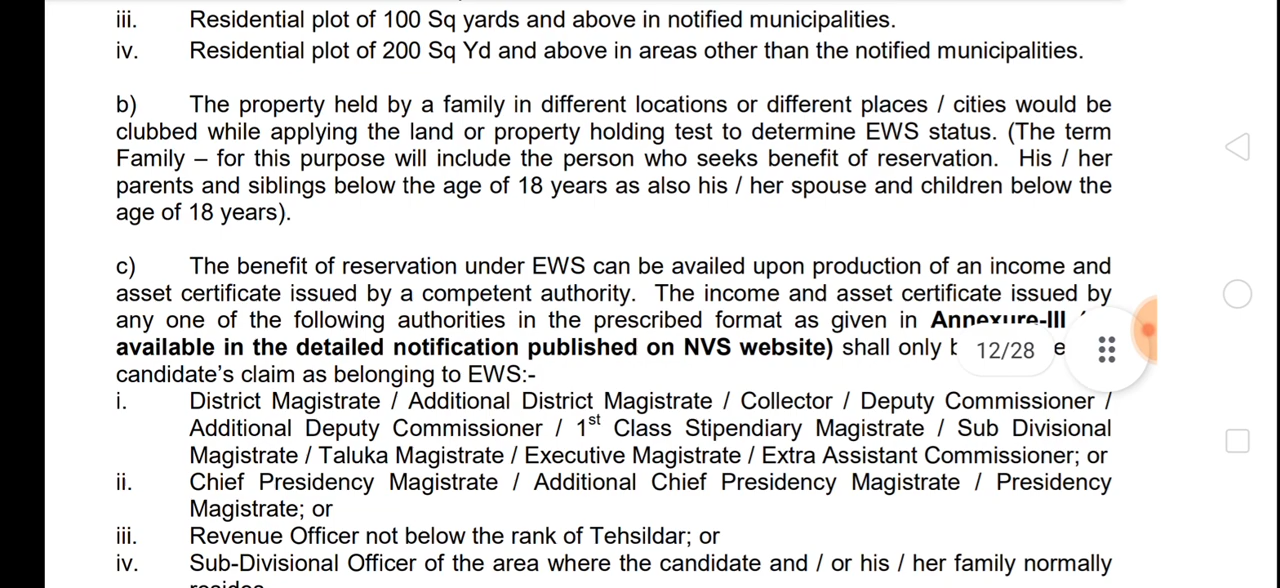 iii. Residential plot of 100 Sq yards and above in notified municipalities.
iv. Residential plot of 200 Sq Yd and above in areas other than the notified municipalities.
b) The property held by a family in different locations or different places / cities would be
clubbed while applying the land or property holding test to determine EWS status. (The term
Family – for this purpose will include the person who seeks benefit of reservation. His / her
parents and siblings below the age of 18 years as also his / her spouse and children below the
age of 18 years).
c) The benefit of reservation under EWS can be availed upon production of an income and
asset certificate issued by a competent authority. The income and asset certificate issued by
any one of the following authorities in the prescribed format as given in Annexure-III
available in the detailed notification published on NVS website) shall only
12/28
candidate's claim as belonging to EWS:-
i. District Magistrate / Additional District Magistrate / Collector / Deputy Commissioner /
Additional Deputy Commissioner / 1st Class Stipendiary Magistrate / Sub Divisional
Magistrate / Taluka Magistrate / Executive Magistrate / Extra Assistant Commissioner; or
ii. Chief Presidency Magistrate / Additional Chief Presidency Magistrate / Presidency
Magistrate; or
iii. Revenue Officer not below the rank of Tehsildar; or
iv. Sub-Divisional Officer of the area where the candidate and / or his / her family normally